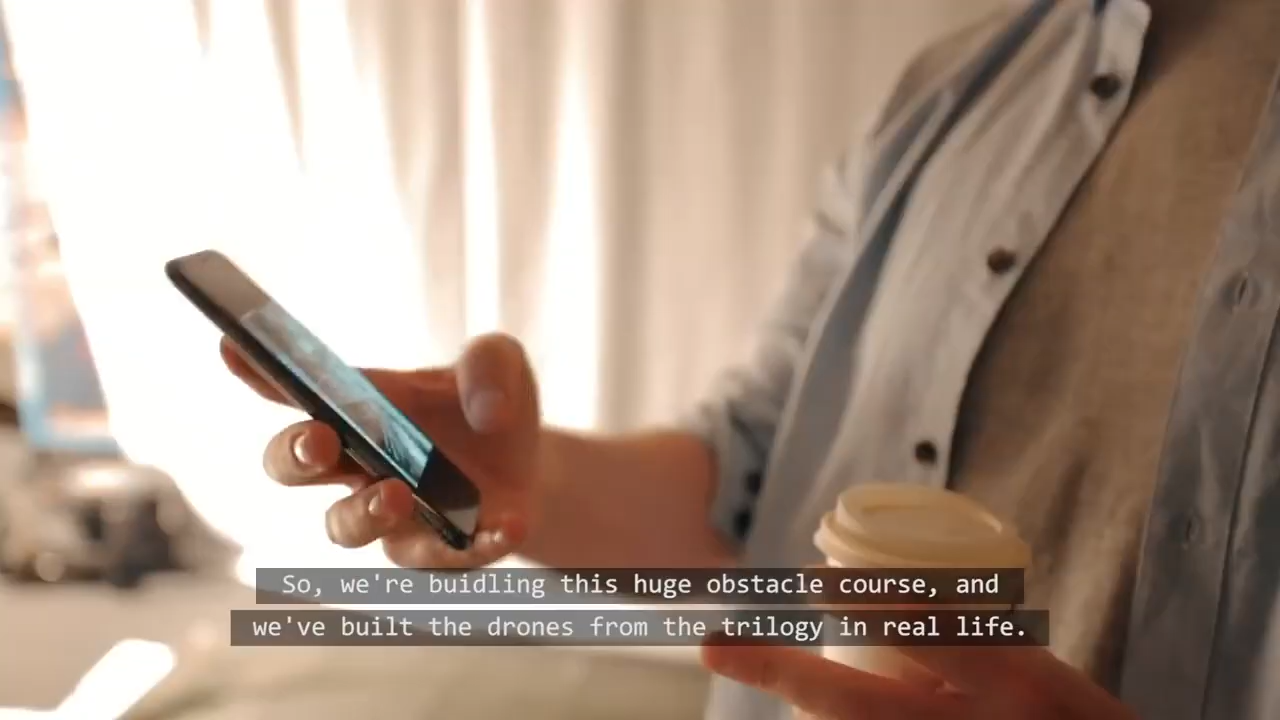 So, we're buidling this huge obstacle course, and
we've built the drones from the trilogy in real life.